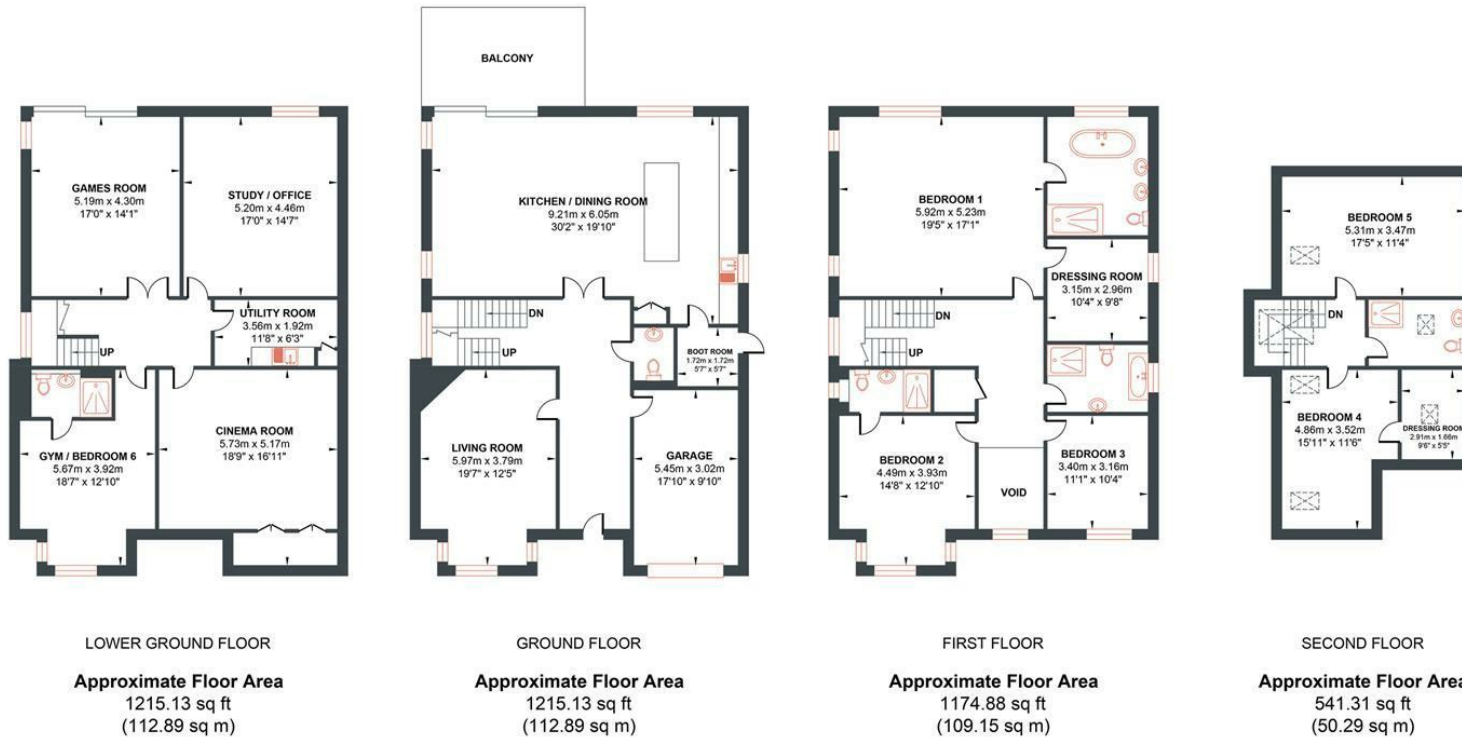 GAMES ROOM
5.19m x 4.30m
17'0" x 14'1"
STUDY / OFFICE
5.20m x 4.46m
17'0" x 14'7"
UTILITY ROOM
3.56m x 1.92m
11'8" x 6'3"
UP
CINEMA ROOM
5.73m x 5.17m
18'9" x 16'11"
GYM / BEDROOM 6
5.67m x 3.92m
18'7" x 12'10"
LOWER GROUND FLOOR
Approximate Floor Area
1215.13 sq ft
(112.89 sq m)
BALCONY
KITCHEN / DINING ROOM
9.21m x 6.05m
30'2" x 19'10"
DN
UP
BOOT ROOM
1.72m x 1.72m
5'7" x 5'7"
LIVING ROOM
5.97m x 3.79m
19'7" x 12'5"
GARAGE
5.45m x 3.02m
17'10" x 9'10"
GROUND FLOOR
Approximate Floor Area
1215.13 sq ft
(112.89 sq m)
BEDROOM 1
5.92m x 5.23m
19'5" x 17'1"
DRESSING ROOM
3.15m x 2.96m
10'4" x 9'8"
DN
UP
BEDROOM 2
4.49m x 3.93m
14'8" x 12'10"
VOID
BEDROOM 3
3.40m x 3.16m
11'1" x 10'4"
FIRST FLOOR
Approximate Floor Area
1174.88 sq ft
(109.15 sq m)
BEDROOM 5
5.31m x 3.47m
17'5" x 11'4"
DN
BEDROOM 4
4.86m x 3.52m
15'11" x 11'6"
DRESSING ROOM
2.91m x 1.66m
9'6" x 5'5"
SECOND FLOOR
Approximate Floor Area
541.31 sq ft
(50.29 sq m)